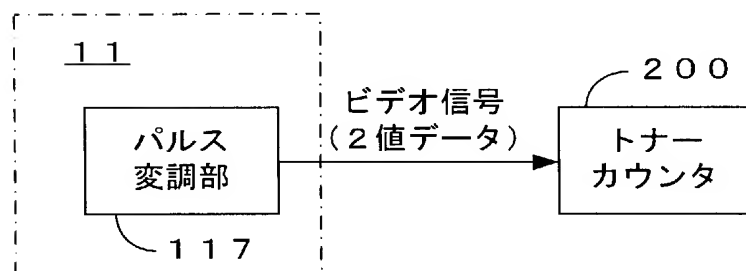 １１
パルス
変調部
１１７
ビデオ信号
（２値データ）
２００
トナー
カウンタ